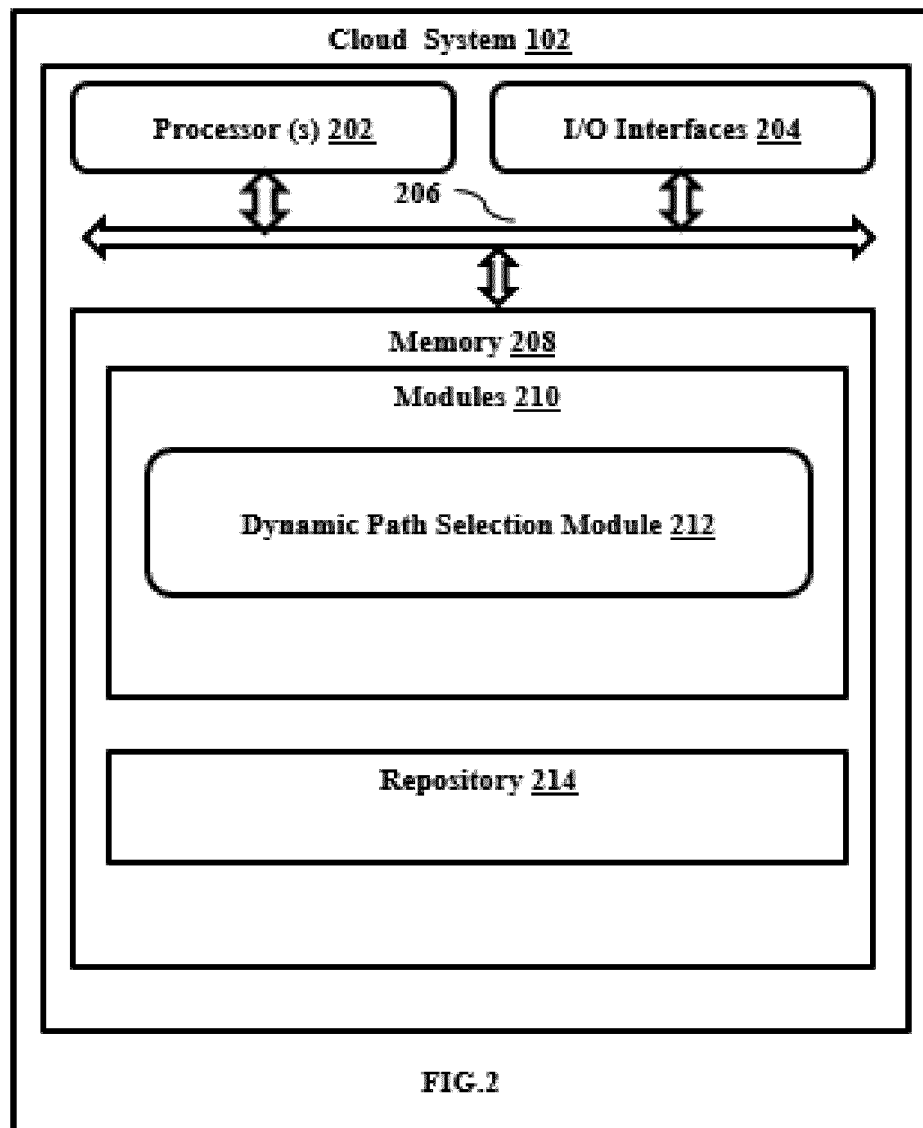 Cloud System 102
Processor (s) 202
I/O Interfaces 204
206
Memory 208
Modules 210
Dynamic Path Selection Module 212
Repository 214
FIG.2